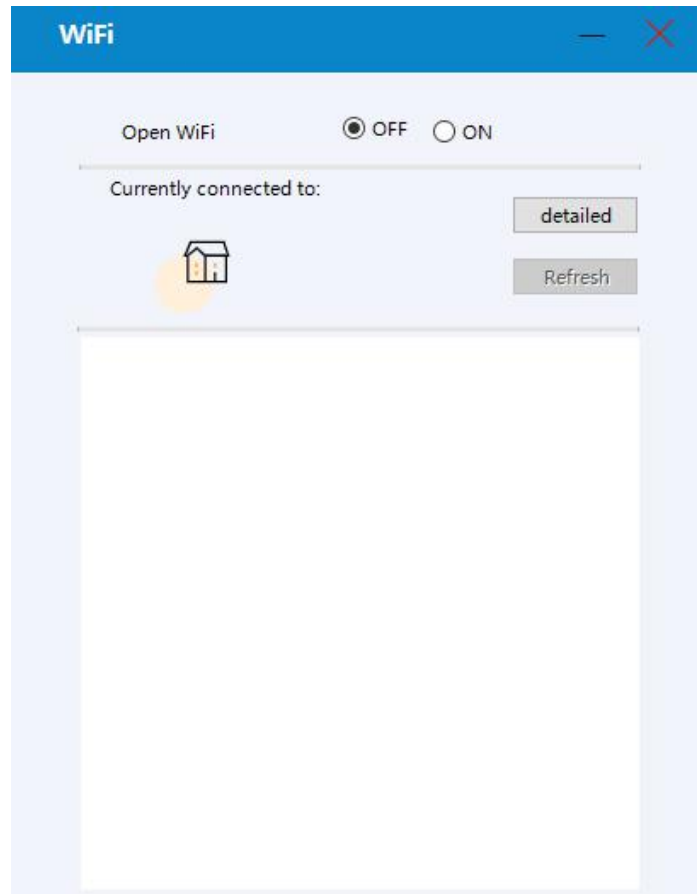 WiFi
Open WiFi OFF ON
Currently connected to:
detailed
Refresh